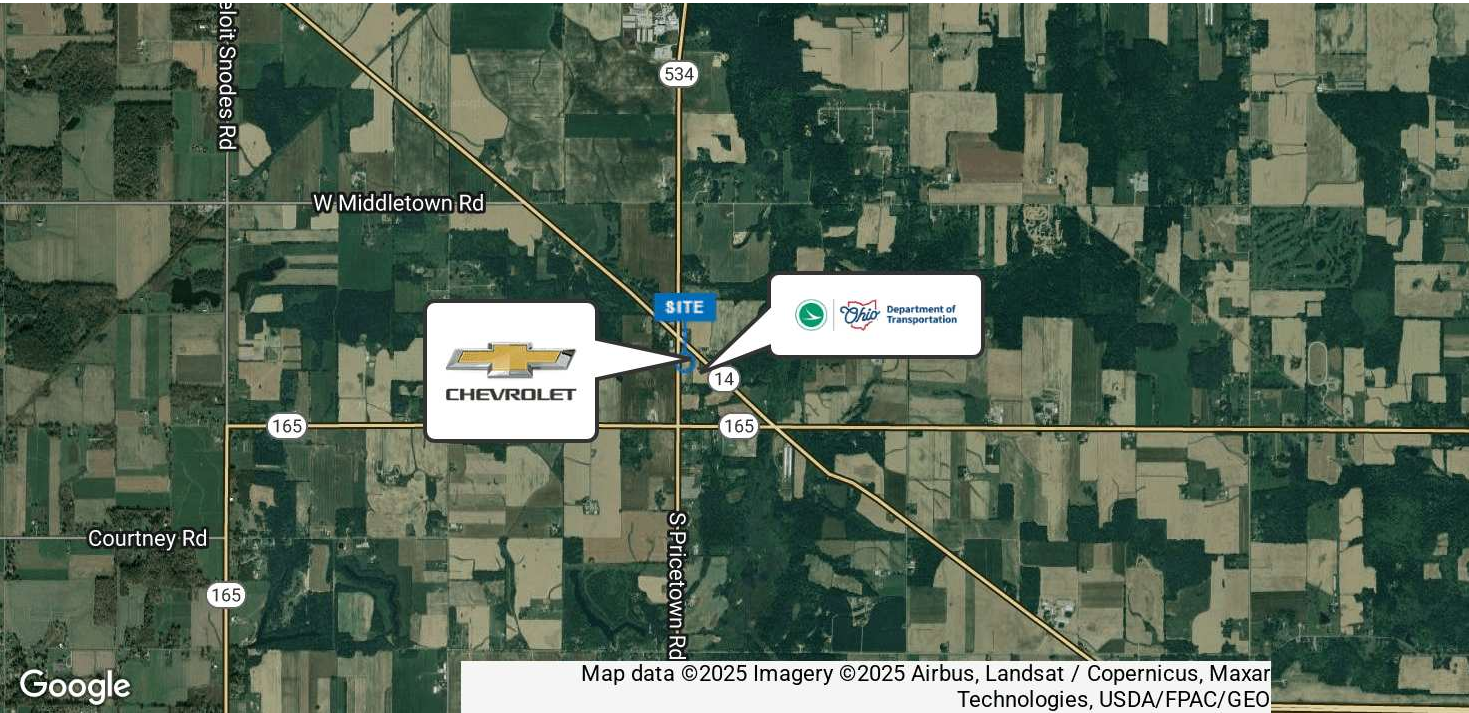 eloit Snodes Rd
534
W Middletown Rd
SITE
Ohio
Department of
Transportation
CHEVROLET
14
165
165
Courtney Rd
S Pricetown Rd
165
Google
Map data ©2025 Imagery ©2025 Airbus, Landsat / Copernicus, Maxar
Technologies, USDA/FPAC/GEO